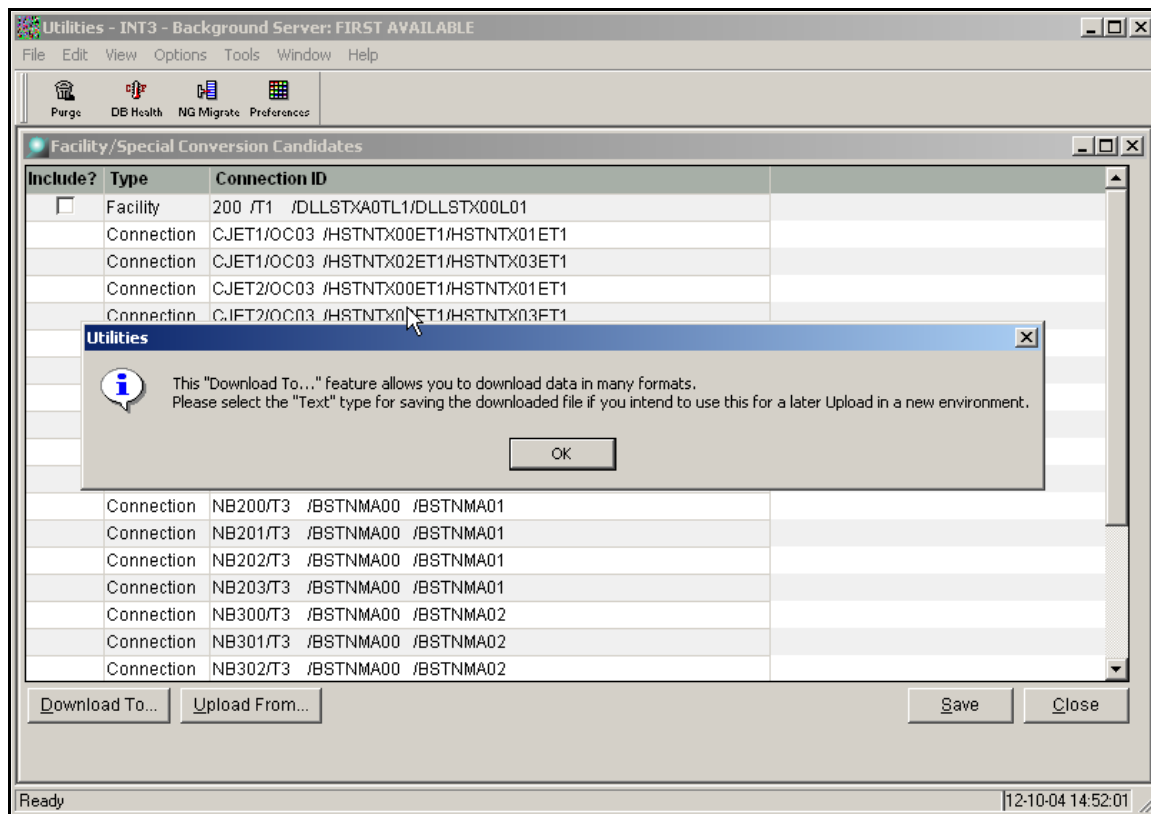 Utilities - INT3 - Background Server: FIRST AVAILABLE
File Edit View Options Tools Window Help
Purge DB Health NG Migrate Preferences
Facility/Special Conversion Candidates
Include? Type Connection ID
Facility 200 /T1 /DLLSTXA0TL1/DLLSTX00L01
Connection CJET1/OC03 /HSTNTX00ET1/HSTNTX01ET1
Connection CJET1/OC03 /HSTNTX02ET1/HSTNTX03ET1
Connection CJET2/OC03 /HSTNTX00ET1/HSTNTX01ET1
Connection CJET2/OC03 /HSTNTX0 ET1/HSTNTX03ET1
Utilities
This "Download To..." feature allows you to download data in many formats.
Please select the "Text" type for saving the downloaded file if you intend to use this for a later Upload in a new environment.
OK
Connection NB200/T3 /BSTNMA00 /BSTNMA01
Connection NB201/T3 /BSTNMA00 /BSTNMA01
Connection NB202/T3 /BSTNMA00 /BSTNMA01
Connection NB203/T3 /BSTNMA00 /BSTNMA01
Connection NB300/T3 /BSTNMA00 /BSTNMA02
Connection NB301/T3 /BSTNMA00 /BSTNMA02
Connection NB302/T3 /BSTNMA00 /BSTNMA02
Download To... Upload From... Save Close
Ready 12-10-04 14:52:01